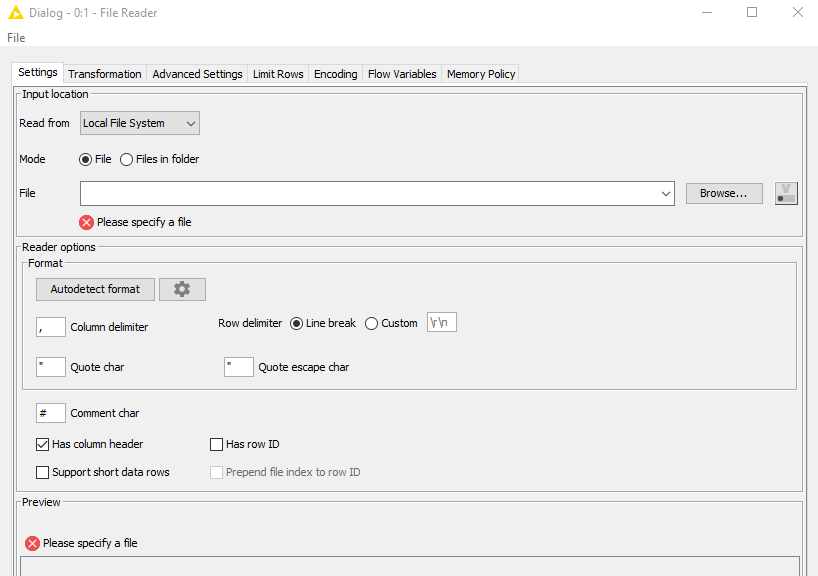 Dialog - 0:1 - File Reader
File
Settings Transformation Advanced Settings Limit Rows Encoding Flow Variables Memory Policy
Input location
Read from Local File System
Mode File Files in folder
File Browse... V
Please specify a file
Reader options
Format
Autodetect format
, Column delimiter Row delimiter Line break Custom \r\n
" Quote char " Quote escape char
# Comment char
Has column header Has row ID
Support short data rows Prepend file index to row ID
Preview
Please specify a file